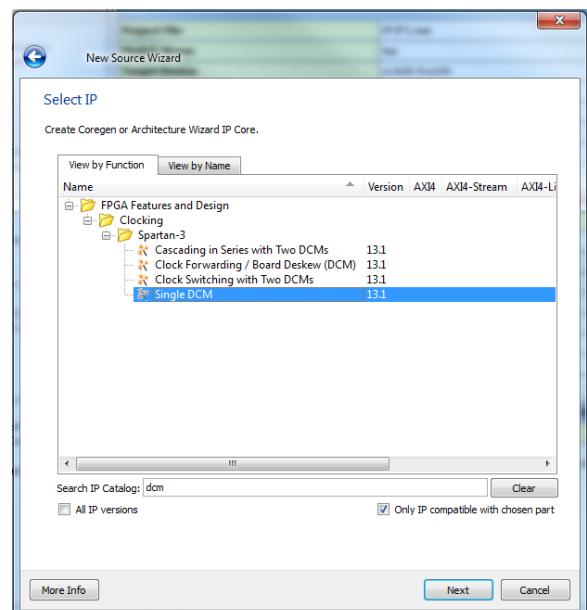 New Source Wizard
Select IP
Create Coregen or Architecture Wizard IP Core.
View by Function View by Name
Name Version AXI4 AXI4-Stream AXI4-Li
FPGA Features and Design
Clocking
Spartan-3
Cascading in Series with Two DCMs 13.1
Clock Forwarding / Board Deskew (DCM) 13.1
Clock Switching with Two DCMs 13.1
Single DCM 13.1
Search IP Catalog: dcm Clear
All IP versions Only IP compatible with chosen part
More Info Next Cancel